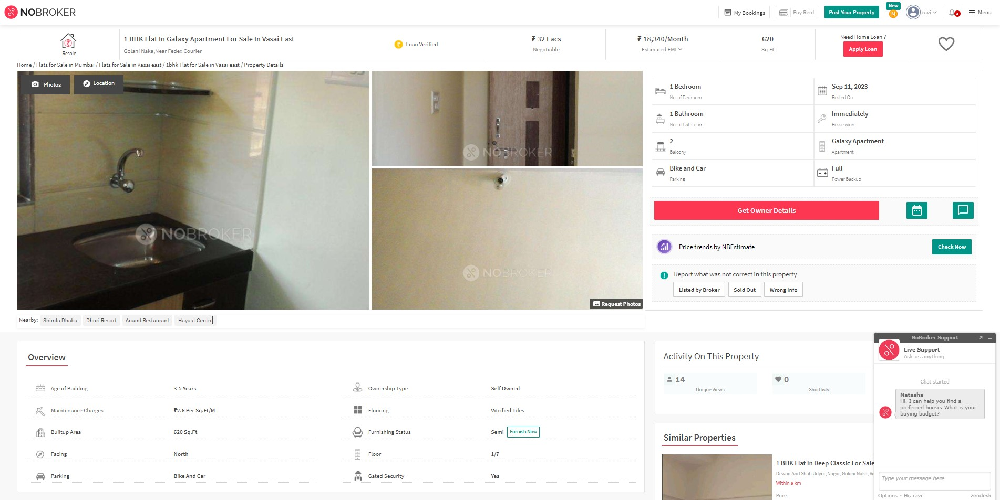 NOBROKER
My Bookings
Pay Rent
Post Your Property
New
N
ravi
4
Menu
Resale
1 BHK Flat In Galaxy Apartment For Sale In Vasai East
Golani Naka,Near Fedex Courier
Loan Verified
₹ 32 Lacs
Negotiable
₹ 18,340/Month
Estimated EMI
620
Sq.Ft
Need Home Loan ?
Apply Loan
Home / Flats for Sale in Mumbai / Flats for Sale in Vasai east / 1bhk Flat for Sale in Vasai east / Property Details
Photos
Location
NOBROKER
NOBROKER
NOBROKER
Request Photos
1 Bedroom
No. of Bedroom
Sep 11, 2023
Posted On
1 Bathroom
No. of Bathroom
Immediately
Possession
2
Balcony
Galaxy Apartment
Apartment
Bike and Car
Parking
Full
Power Backup
Get Owner Details
Price trends by NBEstimate
Check Now
Report what was not correct in this property
Listed by Broker
Sold Out
Wrong Info
Nearby: Shimla Dhaba Dhuri Resort Anand Restaurant Hayaat Centre
Overview
Age of Building 3-5 Years
Ownership Type Self Owned
Maintenance Charges ₹2.6 Per Sq.Ft/M
Flooring Vitrified Tiles
Builtup Area 620 Sq.Ft
Furnishing Status Semi Furnish Now
Facing North
Floor 1/7
Parking Bike And Car
Gated Security Yes
Activity On This Property
14
Unique Views
0
Shortlists
Similar Properties
1 BHK Flat In Deep Classic For Sale
Dewan And Shah Udyog Nagar, Golani Naka, Va
Within a km
Price
NoBroker Support
Live Support
Ask us anything
Chat started
Natasha
Hi, I can help you find a
preferred house. What is your
buying budget?
Type your message here
Options • Hi, ravi
zendesk